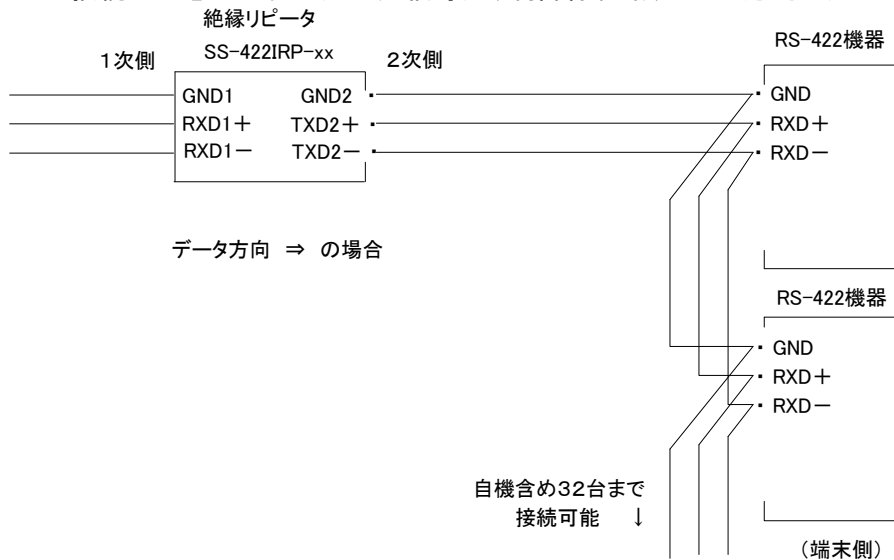 絶縁リピータ
SS-422IRP-xx
1次側
2次側
GND1 GND2
RXD1+ TXD2+
RXD1- TXD2-
データ方向 ⇒ の場合
RS-422機器
GND
RXD+
RXD-
RS-422機器
GND
RXD+
RXD-
自機含め32台まで
接続可能 ↓
(端末側)